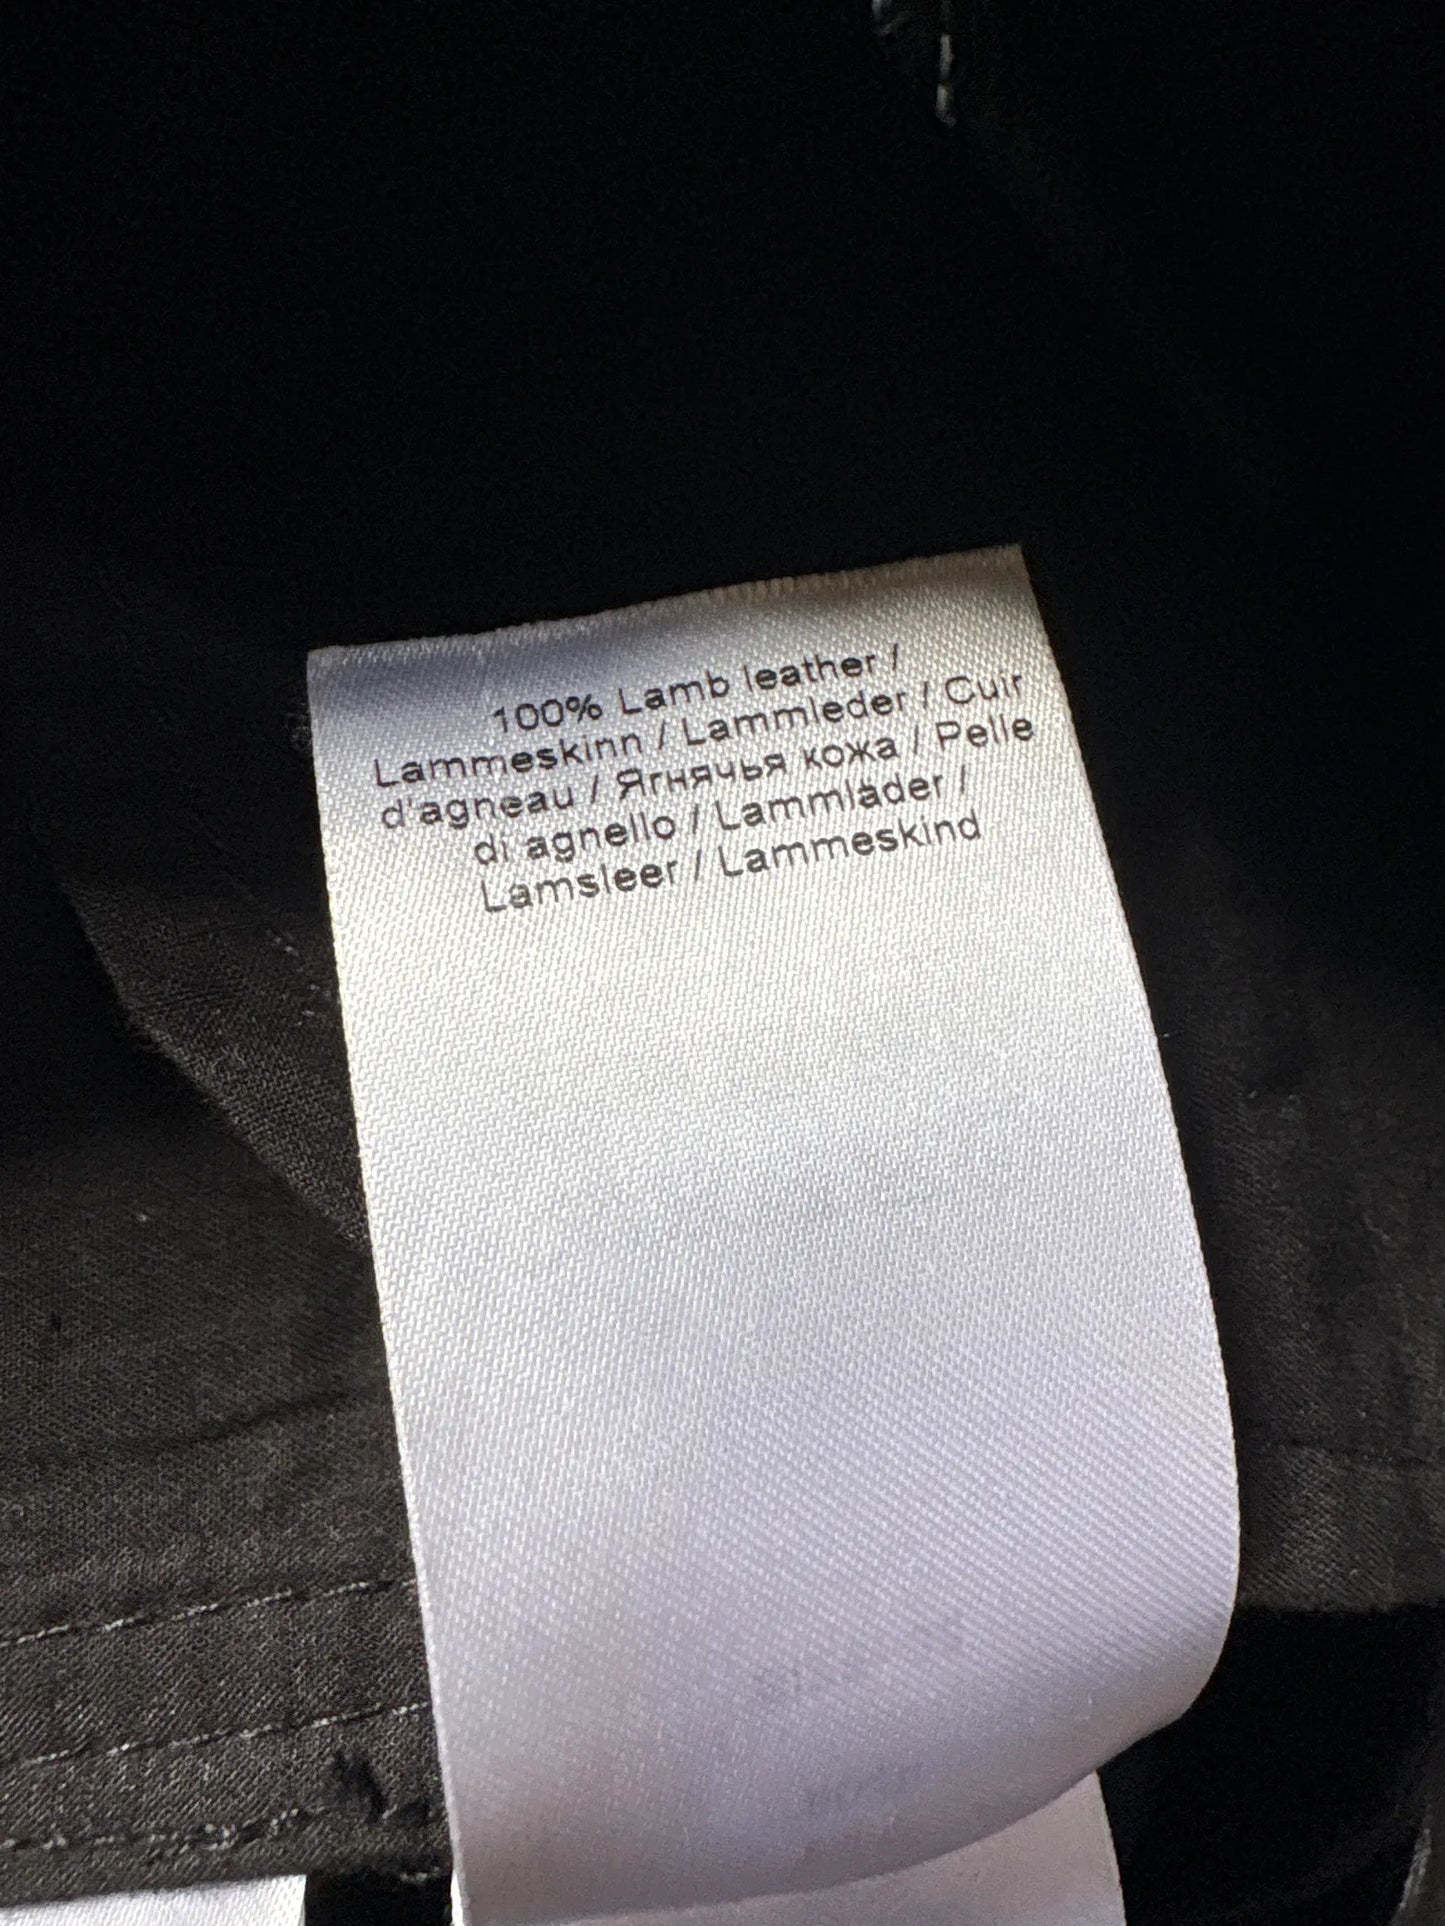 100% Lamb leather /
Lammeskinn / Lammleder / Cuir
d'agneau / Ягнячья кожа / Pelle
di agnello / Lammläder /
Lamsleer / Lammeskind